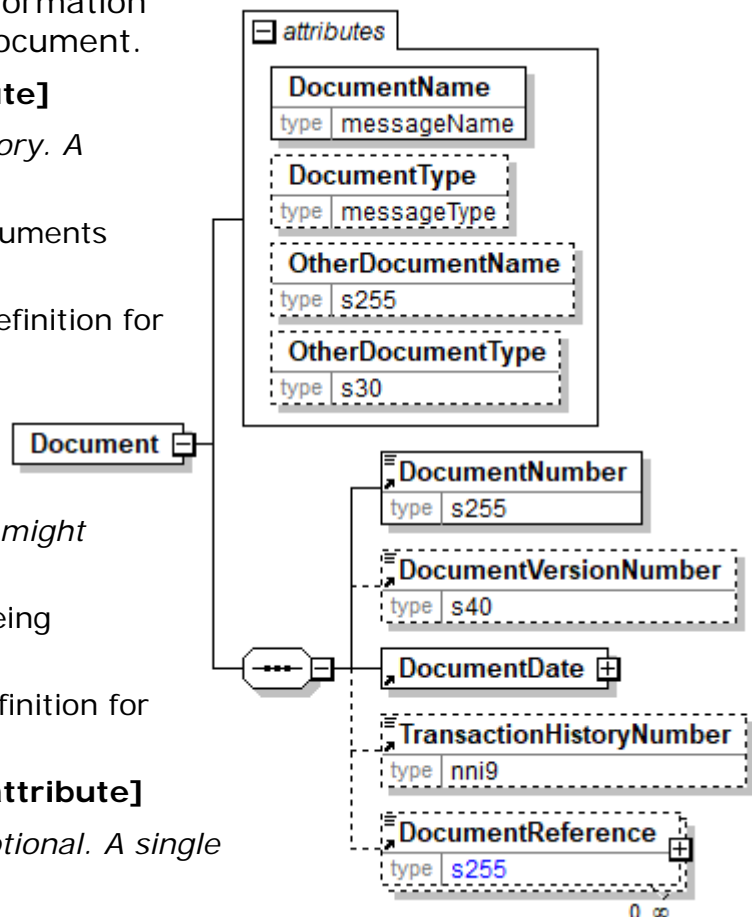 ormation
ocument.
te]
ory. A
uments
efinition for
might
eing
finition for
ttribute]
tional. A single
Document
attributes
DocumentName
type messageName
DocumentType
type messageType
OtherDocumentName
type s255
OtherDocumentType
type s30
DocumentNumber
type s255
DocumentVersionNumber
type s40
DocumentDate
TransactionHistoryNumber
type nni9
DocumentReference
type s255